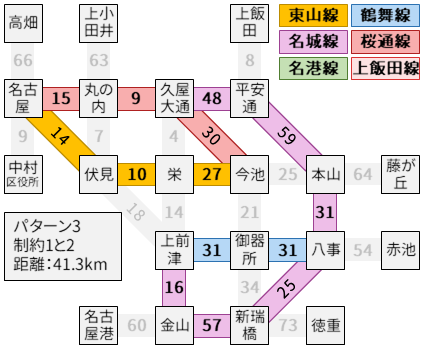 高畑
上小
田井
上飯
田
東山線
鶴舞線
名城線
桜通線
名港線
上飯田線
66
63
8
名古
屋
15
丸の
内
9
久屋
大通
48
平安
通
9
14
7
4
30
59
中村
区役所
伏見
10
栄
27
今池
25
本山
64
藤が
丘
18
14
21
31
パターン3
制約1と2
距離：41.3km
上前
津
31
御器
所
31
八事
54
赤池
16
34
25
名古
屋港
60
金山
57
新瑞
橋
73
徳重